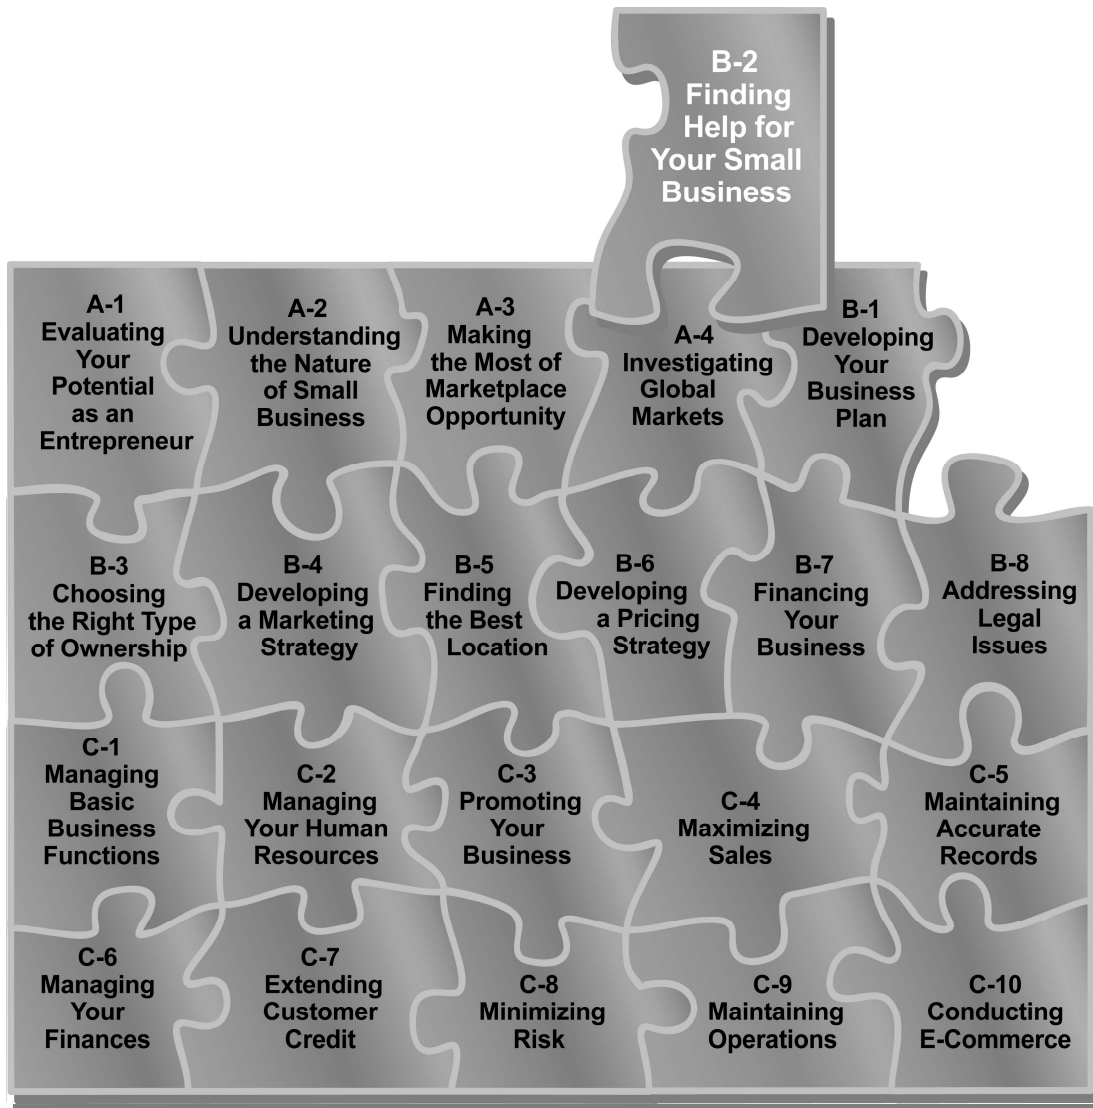 B-2
Finding
Help for
Your Small
Business
A-1
Evaluating
Your
Potential
as an
Entrepreneur
A-2
Understanding
the Nature
of Small
Business
A-3
Making
the Most of
Marketplace
Opportunity
A-4
Investigating
Global
Markets
B-1
Developing
Your
Business
Plan
B-3
Choosing
the Right Type
of Ownership
B-4
Developing
a Marketing
Strategy
B-5
Finding
the Best
Location
B-6
Developing
a Pricing
Strategy
B-7
Financing
Your
Business
B-8
Addressing
Legal
Issues
C-1
Managing
Basic
Business
Functions
C-2
Managing
Your Human
Resources
C-3
Promoting
Your
Business
C-4
Maximizing
Sales
C-5
Maintaining
Accurate
Records
C-6
Managing
Your
Finances
C-7
Extending
Customer
Credit
C-8
Minimizing
Risk
C-9
Maintaining
Operations
C-10
Conducting
E-Commerce